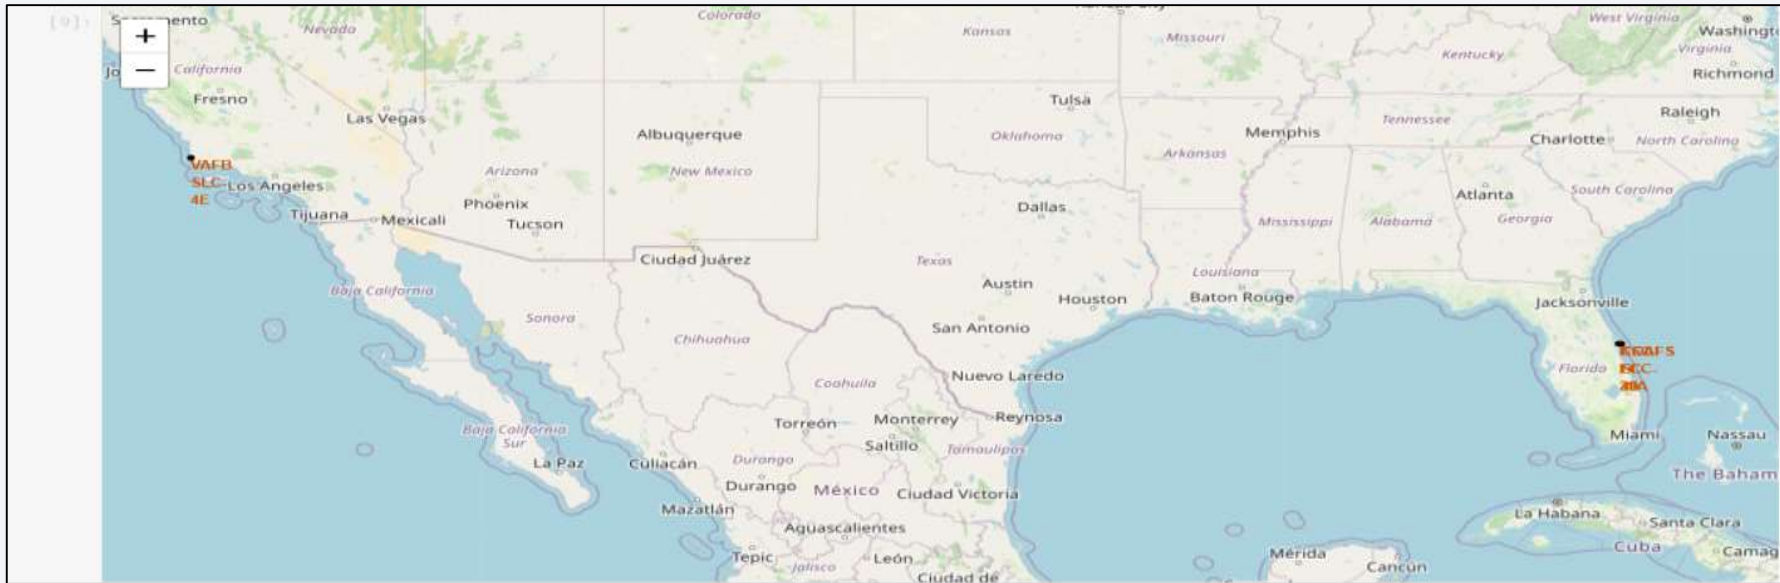 [9]:
+
−
Nevada
Colorado
Kansas
Missouri
West Virginia
Washingt
Kentucky
Virginia
Richmond
California
Fresno
Las Vegas
Tulsa
Raleigh
Albuquerque
Oklahoma
Memphis
Tennessee
Charlotte
North Carolina
Arkansas
VAFB
SLC-
4E
Arizona
New Mexico
Los Angeles
Phoenix
Dallas
Atlanta
South Carolina
Tijuana
Mexicali
Tucson
Mississippi
Alabama
Georgia
Ciudad Juárez
Texas
Louisiana
Baja California
Austin
Houston
Baton Rouge
Jacksonville
Sonora
Chihuahua
San Antonio
Florida
Coahuila
Nuevo Laredo
Torreón
Monterrey
Reynosa
Baja California
Sur
Saltillo
Tamaulipas
Miami
Nassau
La Paz
Culiacán
Durango
The Baham
Durango
México
Ciudad Victoria
Mazatlán
La Habana
Santa Clara
Aguascalientes
Cuba
Camag
Tepic
Jalisco
León
Mérida
Cancún
Ciudad de